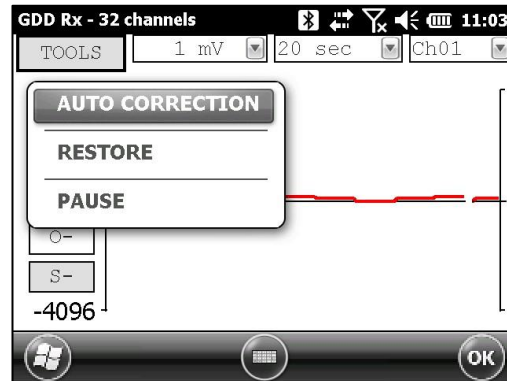 GDD Rx - 32 channels 11:03
TOOLS 1 mV 20 sec Ch01
AUTO CORRECTION
RESTORE
PAUSE
O-
S-
-4096
OK